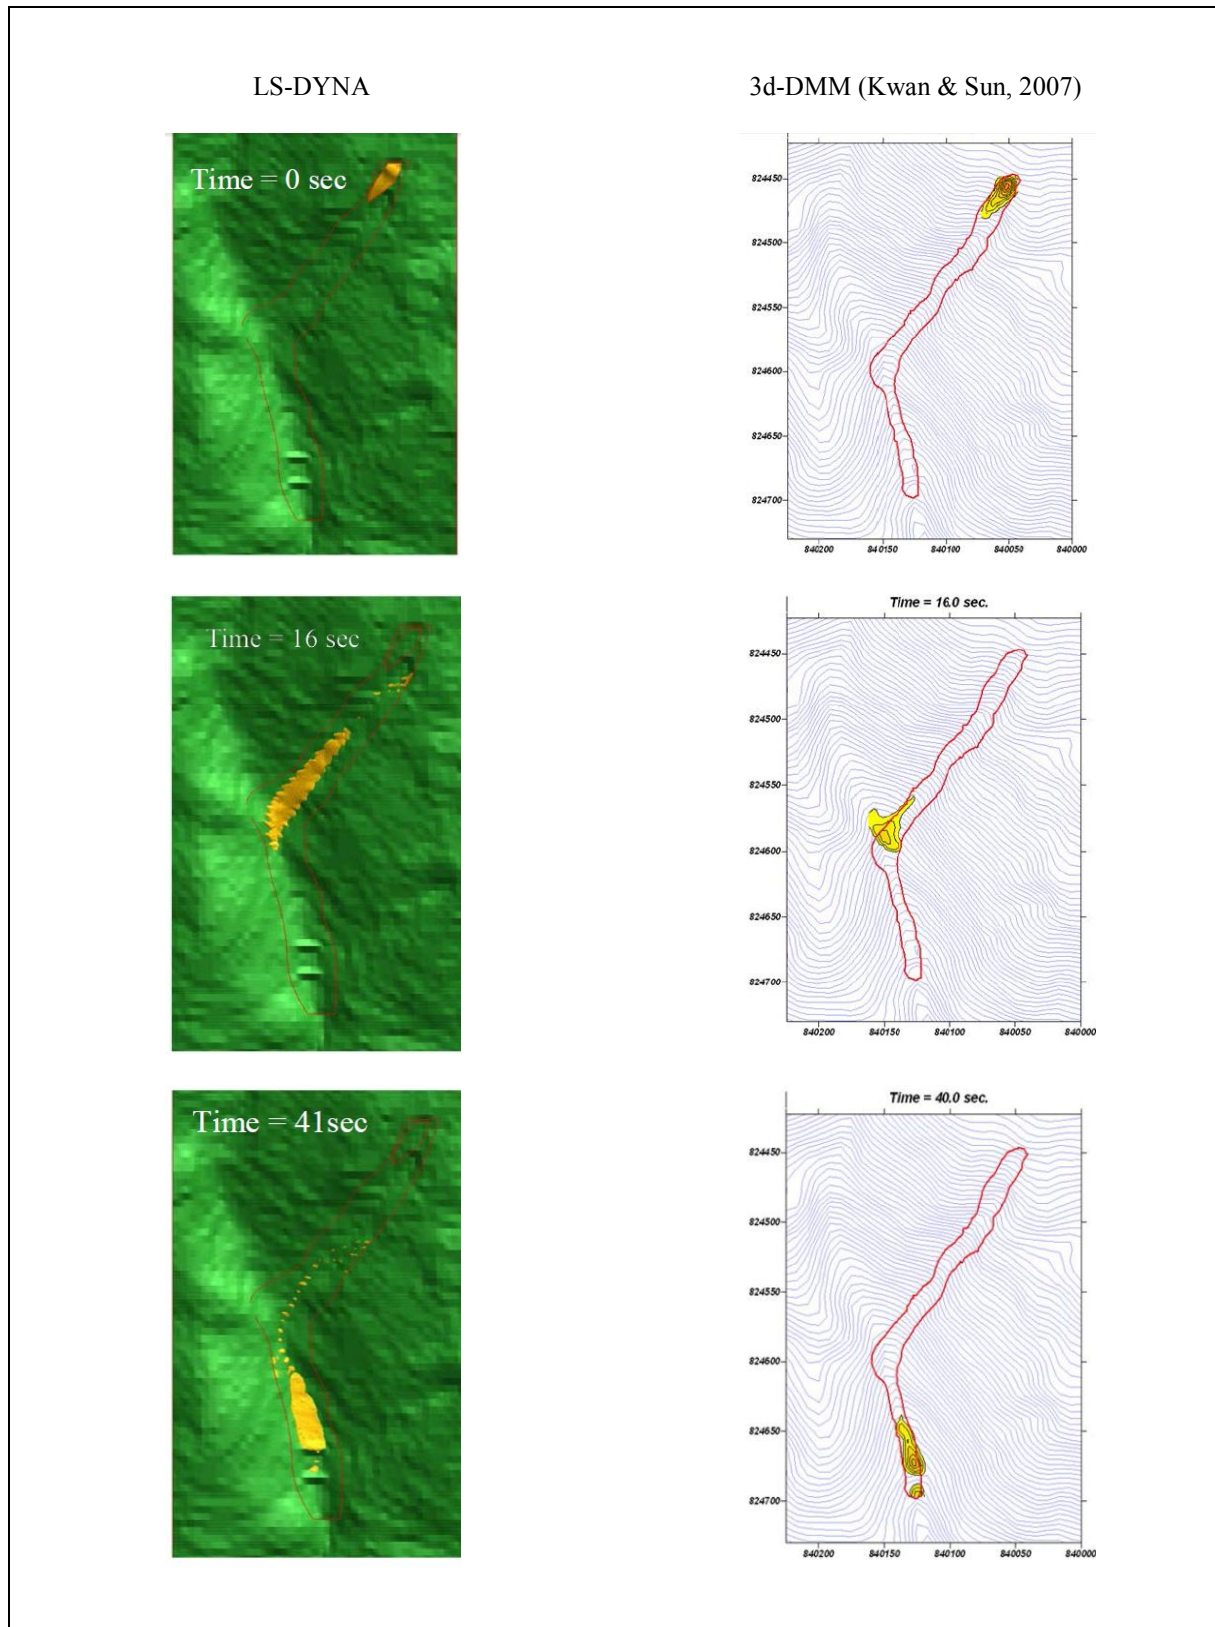 LS-DYNA
3d-DMM (Kwan & Sun, 2007)
Time = 0 sec
824450
824500
824550
824600
824650
824700
840200 840150 840100 840050 840000
Time = 16 sec
Time = 16.0 sec.
824450
824500
824550
824600
824650
824700
840200 840150 840100 840050 840000
Time = 41sec
Time = 40.0 sec.
824450
824500
824550
824600
824650
824700
840200 840150 840100 840050 840000